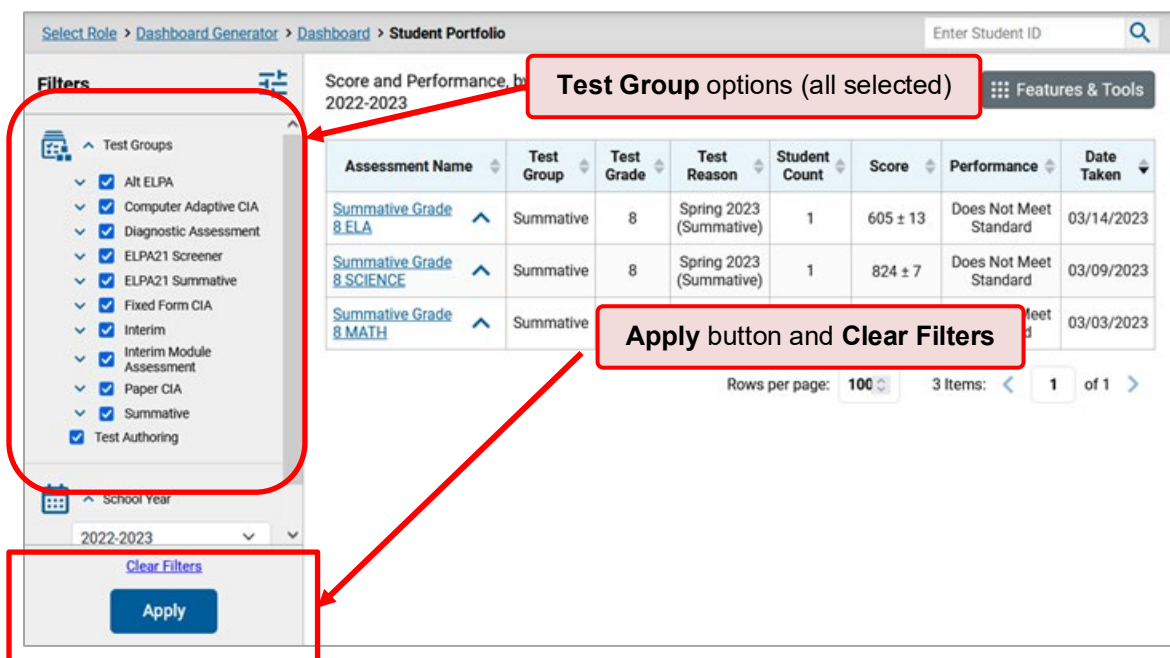 Select Role > Dashboard Generator > Dashboard > Student Portfolio
Enter Student ID
Filters
Score and Performance,
2022-2023
Test Group options (all selected)
Features & Tools
Test Groups
Alt ELPA
Computer Adaptive CIA
Diagnostic Assessment
ELPA21 Screener
ELPA21 Summative
Fixed Form CIA
Interim
Interim Module
Assessment
Paper CIA
Summative
Test Authoring
School Year
2022-2023
Clear Filters
Apply
Assessment Name
Test
Group
Test
Grade
Test
Reason
Student
Count
Score
Performance
Date
Taken
Summative Grade
8 ELA
Summative
8
Spring 2023
(Summative)
1
605 ± 13
Does Not Meet
Standard
03/14/2023
Summative Grade
8 SCIENCE
Summative
8
Spring 2023
(Summative)
1
824 ± 7
Does Not Meet
Standard
03/09/2023
Summative Grade
8 MATH
Summative
Meet
03/03/2023
Apply button and Clear Filters
Rows per page: 100
3 Items: < 1 of 1 >